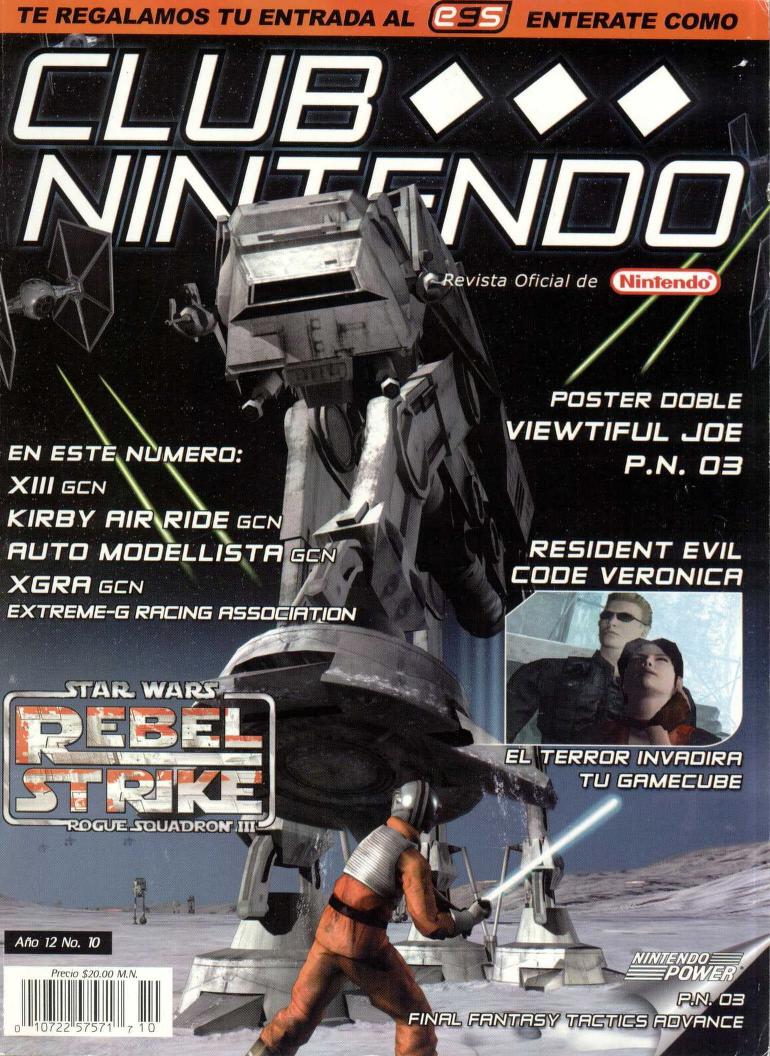 TE REGALAMOS TU ENTRADA AL egs ENTERATE COMO
CLUB
NINTENDO
Revista Oficial de Nintendo®
POSTER DOBLE
VIEWTIFUL JOE
P.N. 03
EN ESTE NUMERO:
XIII GCN
KIRBY AIR RIDE GCN
AUTO MODELLISTA GCN
XGRA GCN
EXTREME-G RACING ASSOCIATION
RESIDENT EVIL
CODE VERONICA
EL TERROR INVADIRA
TU GAMECUBE
STAR WARS
REBEL
STRIKE
ROGUE SQUADRON III
Año 12 No. 10
Precio $20.00 M.N.
0 10722 57571 7 10
NINTENDO
POWER
P.N. 03
FINAL FANTASY TACTICS ADVANCE